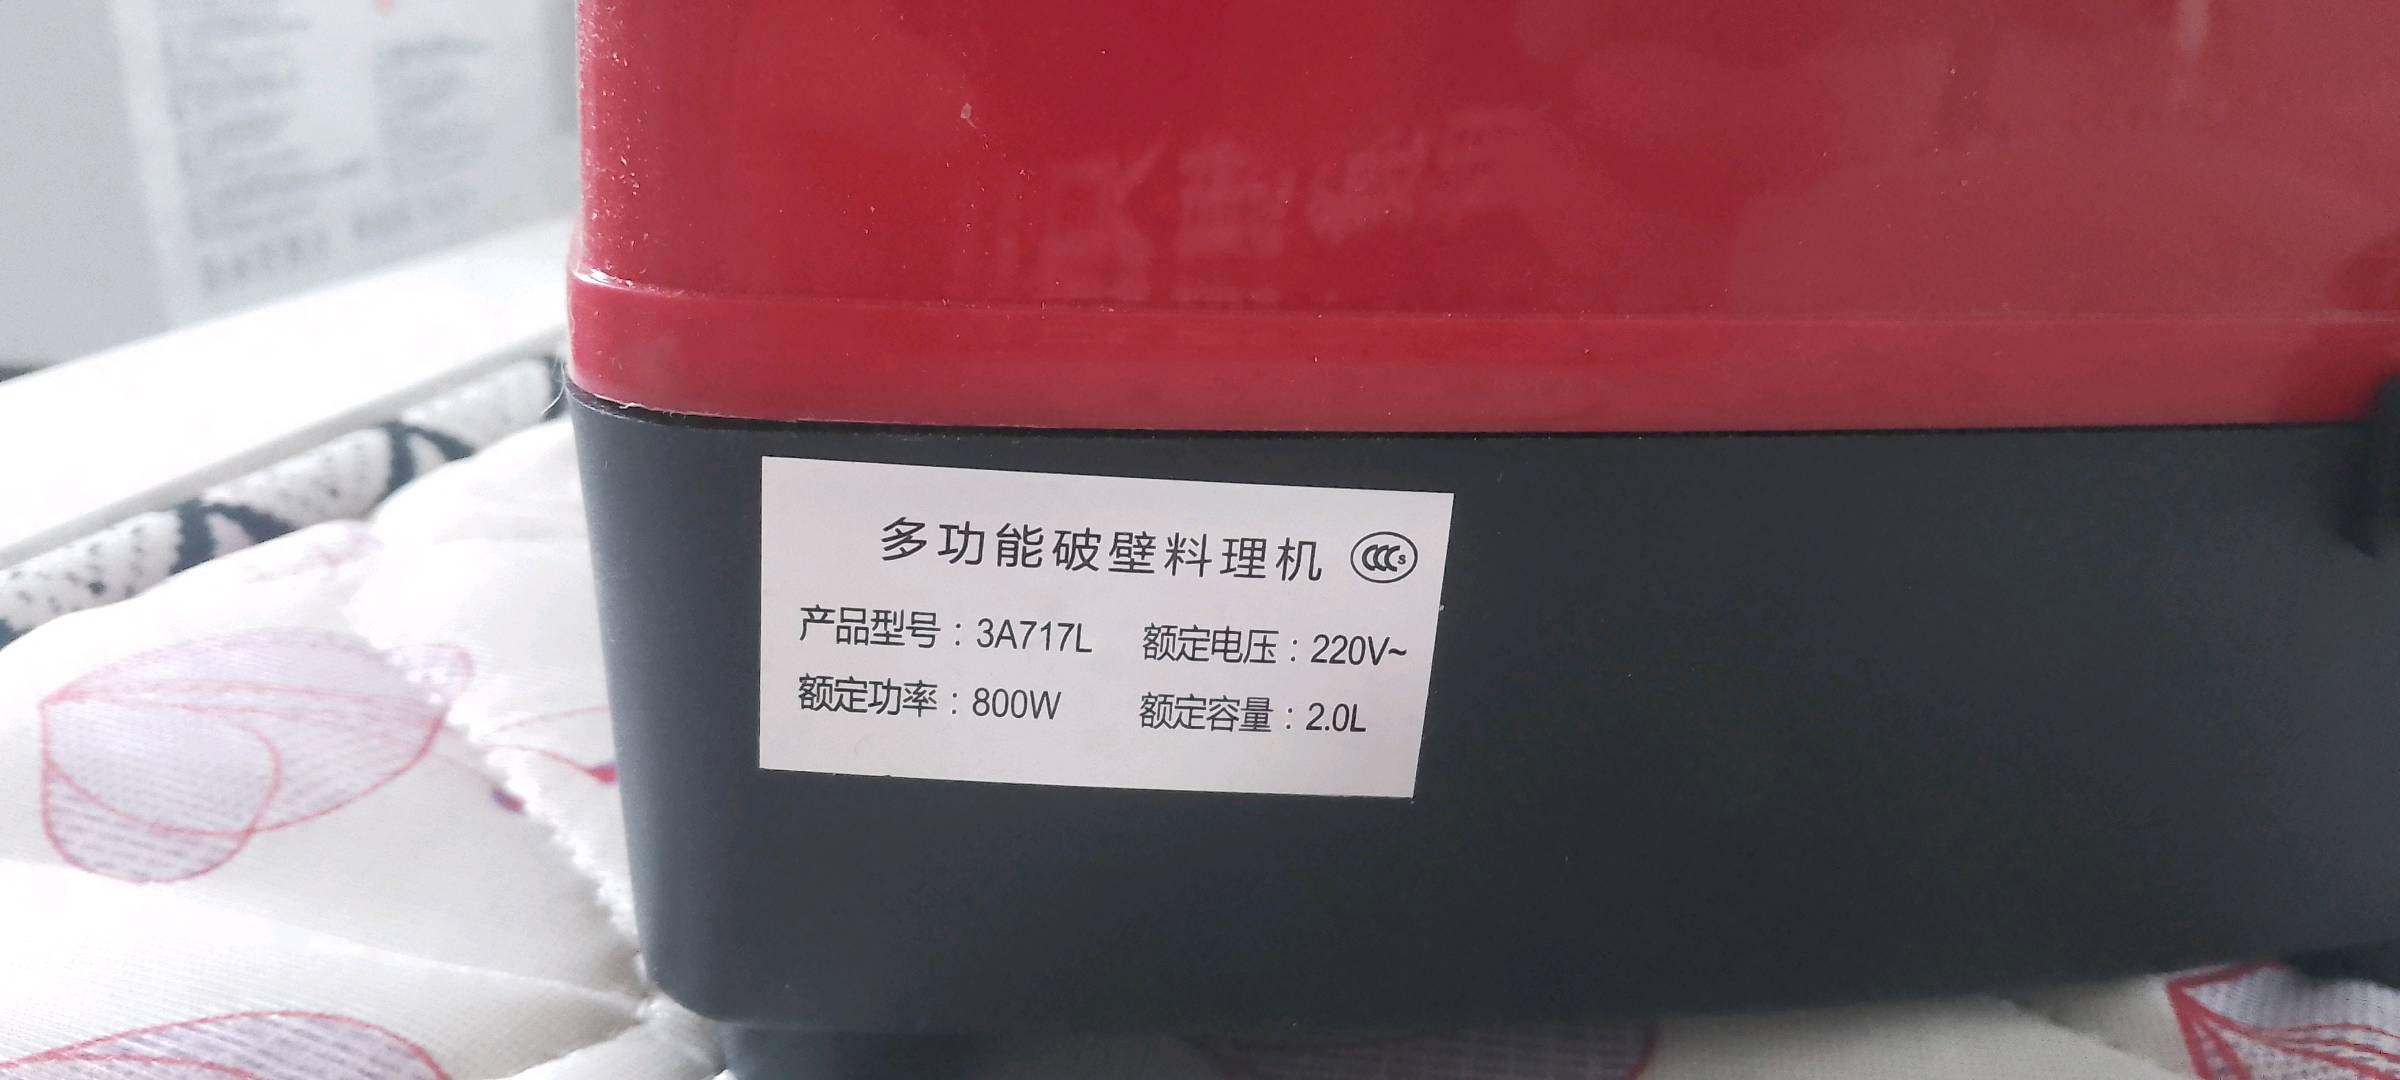 多功能破壁料理机 CCCS
产品型号：3A717L 额定电压：220V~
额定功率：800W 额定容量：2.0L